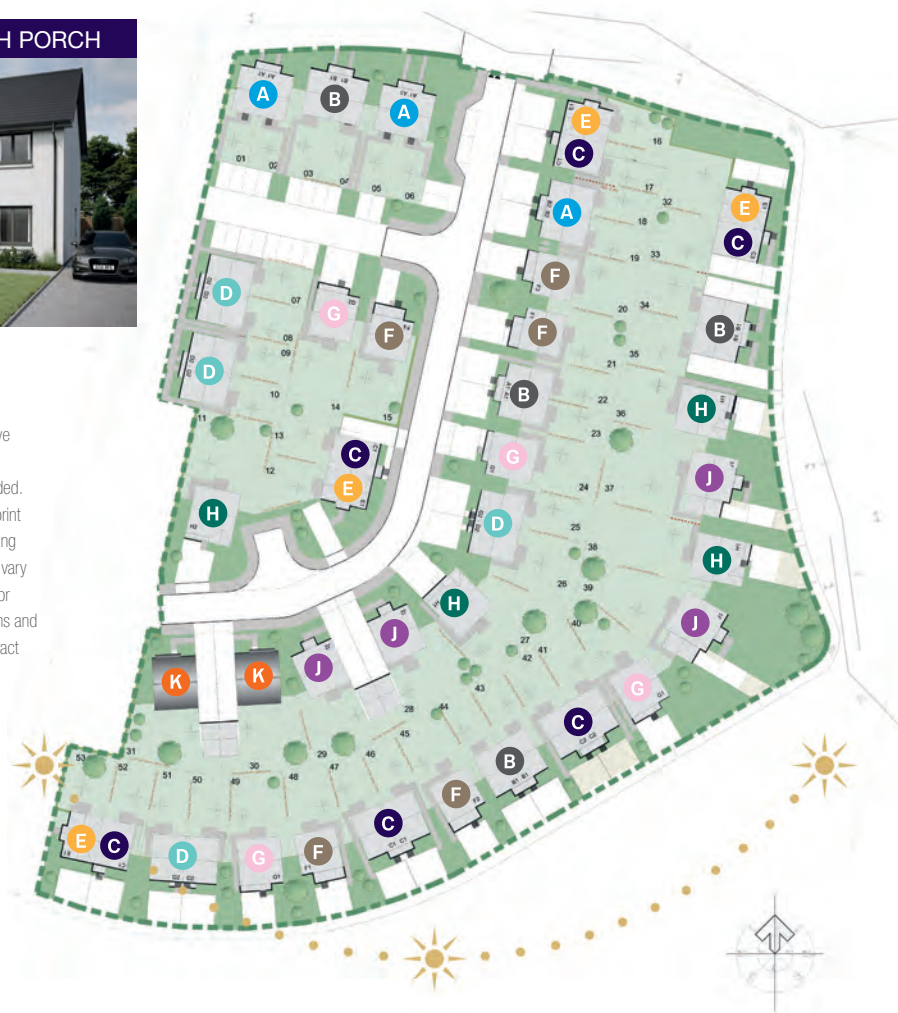 H PORCH
ve
ded.
print
ing
vary
or
ns and
act
A
B
A
01
02
03
04
05
06
E
C
16
17
A
18
32
E
C
19
33
F
D
07
G
F
20
34
F
B
08
09
D
35
21
10
14
B
22
36
H
11
15
13
23
C
G
12
E
24
37
J
H
D
25
38
H
26
39
H
40
J
J
J
27
41
42
K
K
G
43
28
44
C
45
53
31
52
51
50
30
49
48
29
47
46
B
F
C
E
C
D
G
F